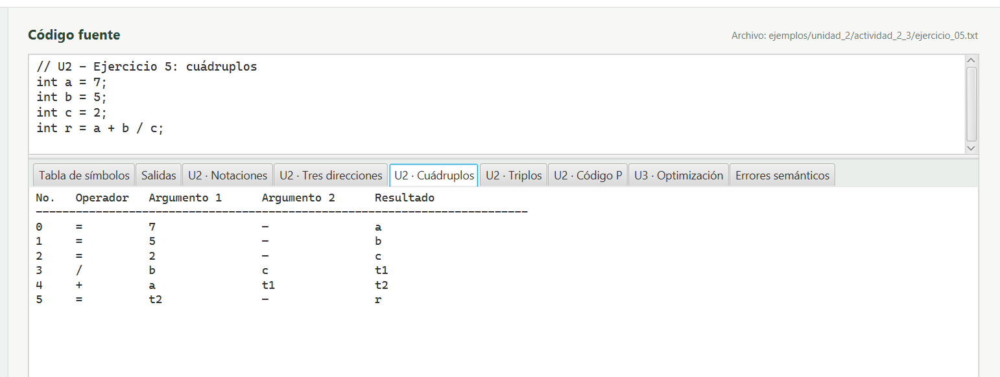 Código fuente
Archivo: ejemplos/unidad_2/actividad_2_3/ejercicio_05.txt
// U2 – Ejercicio 5: cuádruplos
int a = 7;
int b = 5;
int c = 2;
int r = a + b / c;
Tabla de símbolos Salidas U2 · Notaciones U2 · Tres direcciones U2 · Cuádruplos U2 · Triplos U2 · Código P U3 · Optimización Errores semánticos
No. Operador Argumento 1 Argumento 2 Resultado
--------------------------------------------------------------------------
0 = 7 – a
1 = 5 – b
2 = 2 – c
3 / b c t1
4 + a t1 t2
5 = t2 – r